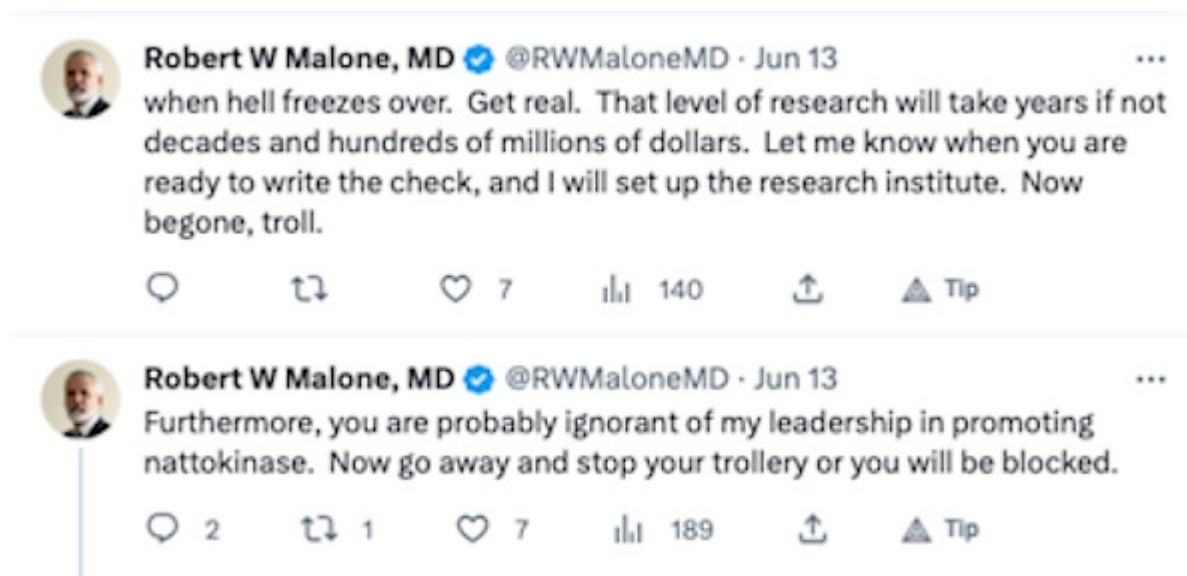 Robert W Malone, MD @RWMaloneMD · Jun 13
when hell freezes over. Get real. That level of research will take years if not
decades and hundreds of millions of dollars. Let me know when you are
ready to write the check, and I will set up the research institute. Now
begone, troll.
7 140 Tip
Robert W Malone, MD @RWMaloneMD · Jun 13
Furthermore, you are probably ignorant of my leadership in promoting
nattokinase. Now go away and stop your trollery or you will be blocked.
2 1 7 189 Tip